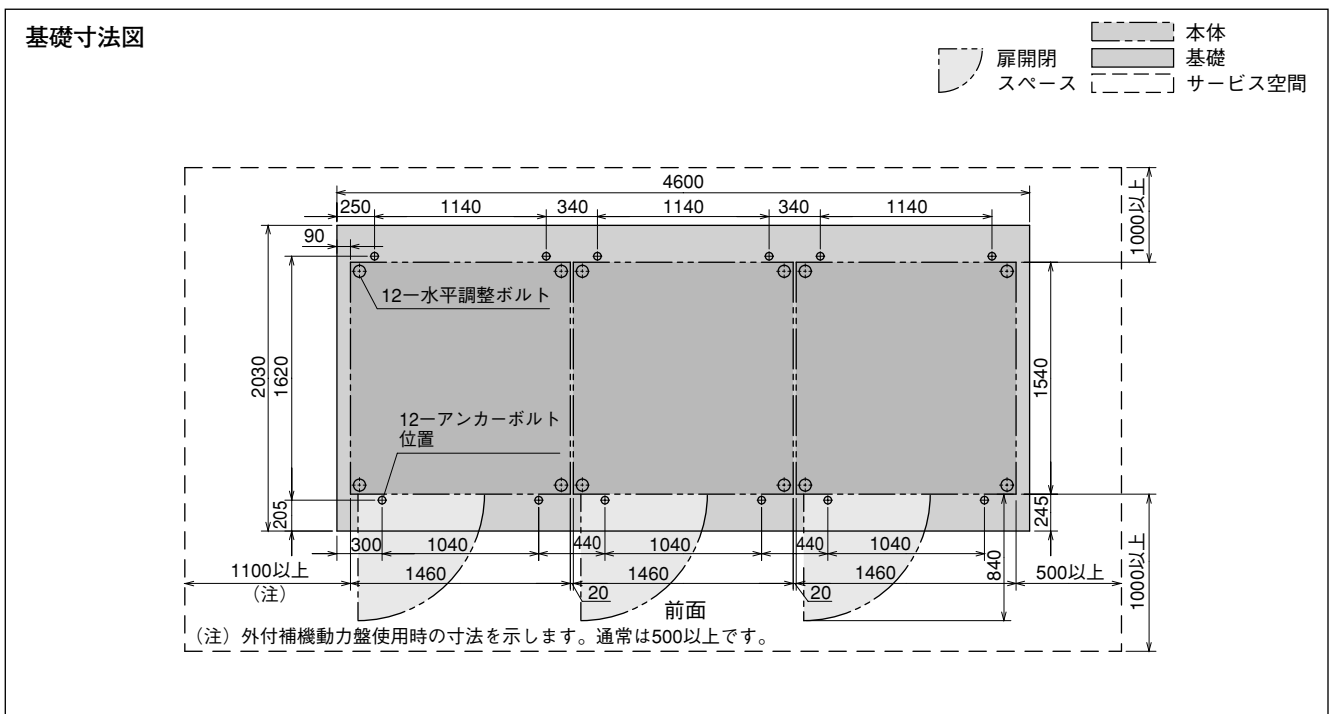 基礎寸法図
本体
基礎
サービス空間
扉開閉
スペース
4600
250
1140
340
1140
340
1140
90
1000以上
12ー水平調整ボルト
2030
1620
1540
12ーアンカーボルト
位置
205
245
300
1040
440
1040
440
1040
840
1100以上
(注)
1460
1460
1460
500以上
20
20
1000以上
前面
(注)外付補機動力盤使用時の寸法を示します。通常は500以上です。